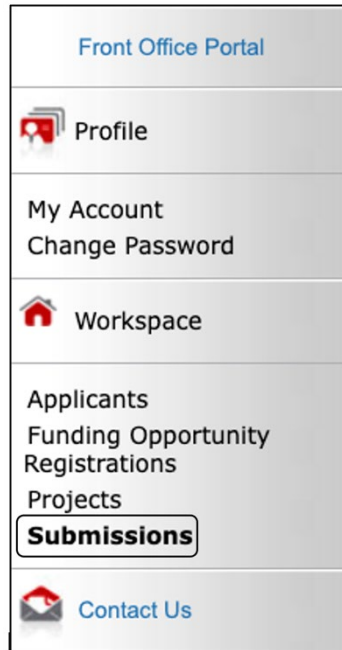 Front Office Portal
Profile
My Account
Change Password
Workspace
Applicants
Funding Opportunity
Registrations
Projects
Submissions
Contact Us